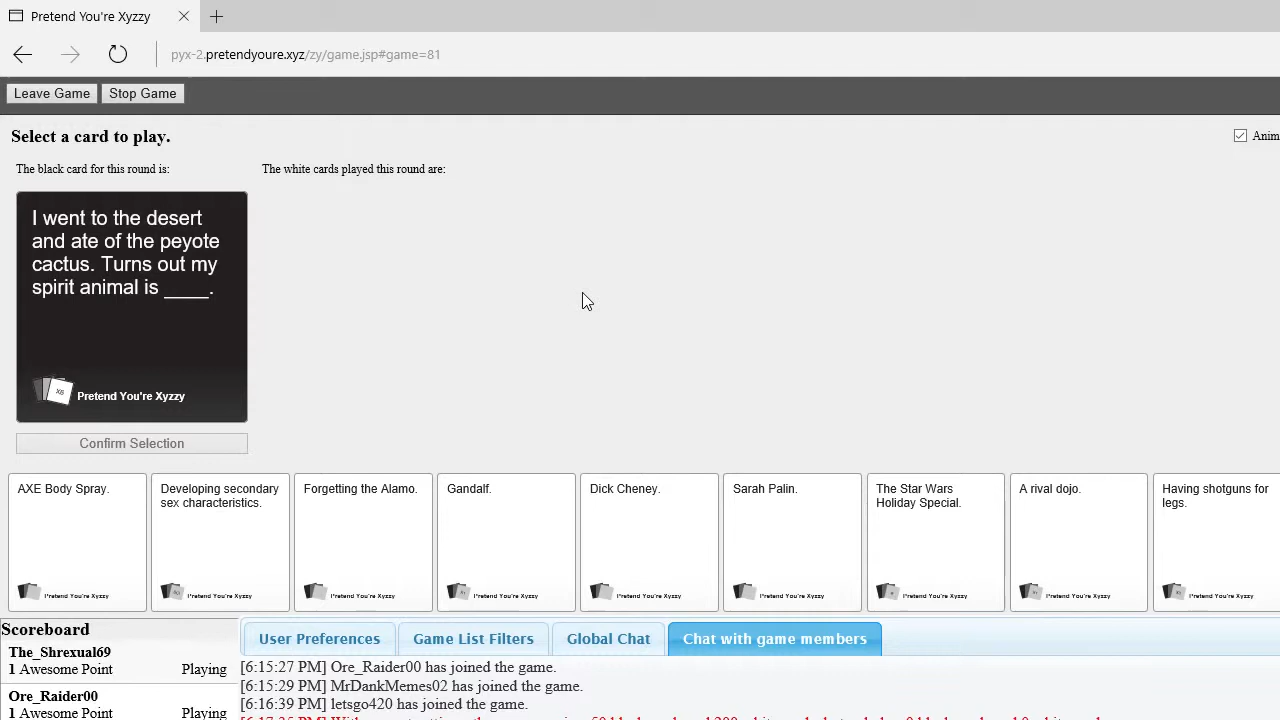 Pretend You're Xyzzy
pyx-2.pretendyoure.xyz/zy/game.jsp#game=81
Leave Game
Stop Game
Select a card to play.
Anim
The black card for this round is:
The white cards played this round are:
I went to the desert
and ate of the peyote
cactus. Turns out my
spirit animal is ____.
Pretend You're Xyzzy
Confirm Selection
AXE Body Spray.
Pretend You're Xyzzy
Developing secondary
sex characteristics.
Pretend You're Xyzzy
Forgetting the Alamo.
Pretend You're Xyzzy
Gandalf.
Pretend You're Xyzzy
Dick Cheney.
Pretend You're Xyzzy
Sarah Palin.
Pretend You're Xyzzy
The Star Wars
Holiday Special.
Pretend You're Xyzzy
A rival dojo.
Pretend You're Xyzzy
Having shotguns for
legs.
Pretend You're Xyzzy
Scoreboard
The_Shrexual69
1 Awesome Point Playing
Ore_Raider00
1 Awesome Point Playing
User Preferences
Game List Filters
Global Chat
Chat with game members
[6:15:27 PM] Ore_Raider00 has joined the game.
[6:15:29 PM] MrDankMemes02 has joined the game.
[6:16:39 PM] letsgo420 has joined the game.